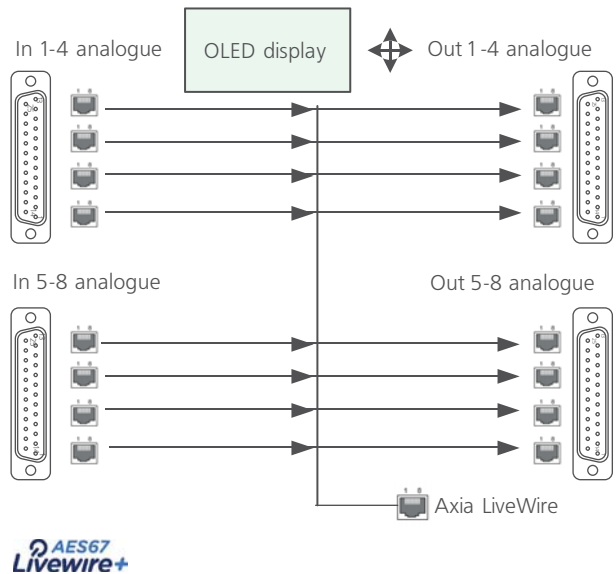 In 1-4 analogue
OLED display
Out 1-4 analogue
In 5-8 analogue
Out 5-8 analogue
Axia LiveWire
AES67
Livewire+